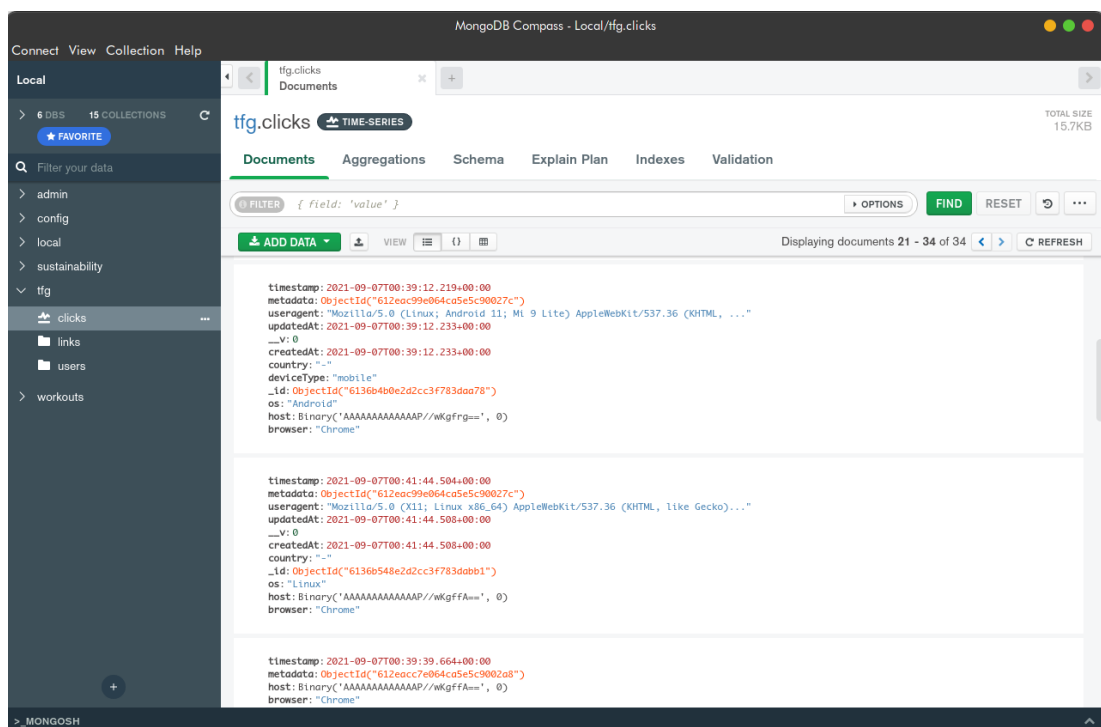 MongoDB Compass - Local/tfg.clicks
Connect View Collection Help
Local
6 DBS 15 COLLECTIONS
FAVORITE
Filter your data
admin
config
local
sustainability
tfg
clicks
links
users
workouts
tfg.clicks
Documents
tfg.clicks TIME-SERIES
TOTAL SIZE
15.7KB
Documents Aggregations Schema Explain Plan Indexes Validation
FILTER { field: 'value' } OPTIONS FIND RESET
ADD DATA VIEW {} Displaying documents 21 - 34 of 34 REFRESH
timestamp: 2021-09-07T00:39:12.219+00:00
metadata: ObjectId("612eac99e064ca5e5c90027c")
useragent: "Mozilla/5.0 (Linux; Android 11; Mi 9 Lite) AppleWebKit/537.36 (KHTML, ..."
updatedAt: 2021-09-07T00:39:12.233+00:00
__v: 0
createdAt: 2021-09-07T00:39:12.233+00:00
country: "-"
deviceType: "mobile"
_id: ObjectId("6136b4b0e2d2cc3f783daa78")
os: "Android"
host: Binary('AAAAAAAAAAAAAP//wKgfrg==', 0)
browser: "Chrome"
timestamp: 2021-09-07T00:41:44.504+00:00
metadata: ObjectId("612eac99e064ca5e5c90027c")
useragent: "Mozilla/5.0 (X11; Linux x86_64) AppleWebKit/537.36 (KHTML, like Gecko)..."
updatedAt: 2021-09-07T00:41:44.508+00:00
__v: 0
createdAt: 2021-09-07T00:41:44.508+00:00
country: "-"
_id: ObjectId("6136b548e2d2cc3f783dabb1")
os: "Linux"
host: Binary('AAAAAAAAAAAAAP//wKgffA==', 0)
browser: "Chrome"
timestamp: 2021-09-07T00:39:39.664+00:00
metadata: ObjectId("612eacc7e064ca5e5c9002a8")
host: Binary('AAAAAAAAAAAAAP//wKgffA==', 0)
browser: "Chrome"
>_MONGOSH